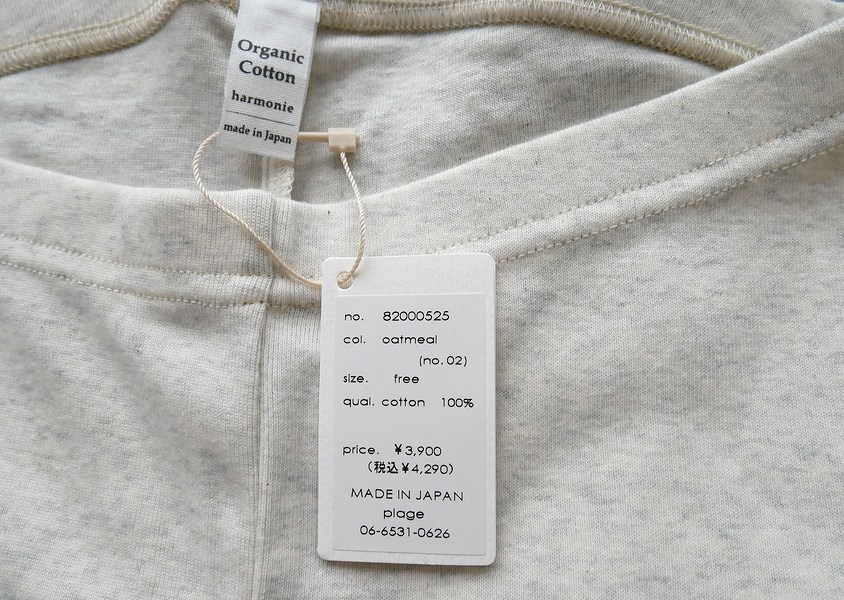 Organic
Cotton
harmonie
made in Japan
no. 82000525
col. oatmeal
(no.02)
size. free
qual. cotton 100%
price. ¥3,900
(税込¥4,290)
MADE IN JAPAN
plage
06-6531-0626